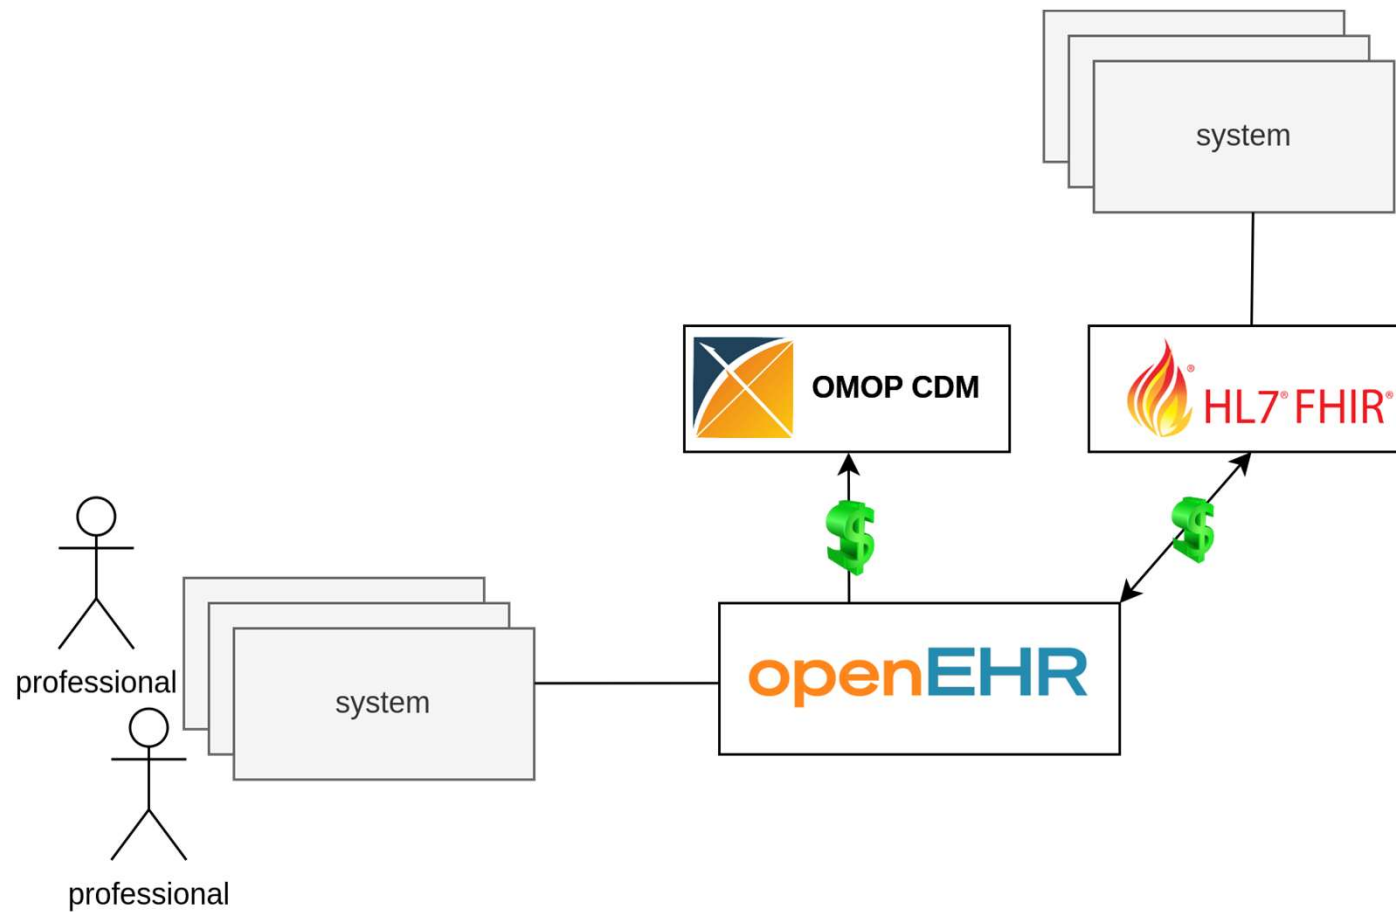 system
OMOP CDM
HL7® FHIR®
$
$
professional
system
openEHR
professional